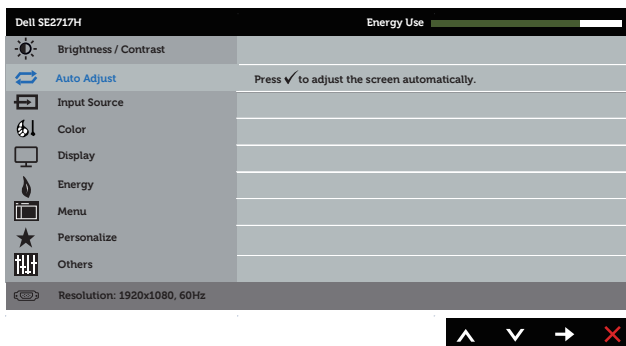 Dell SE2717H Energy Use
Brightness / Contrast
Auto Adjust Press ✓ to adjust the screen automatically.
Input Source
Color
Display
Energy
Menu
Personalize
Others
Resolution: 1920x1080, 60Hz